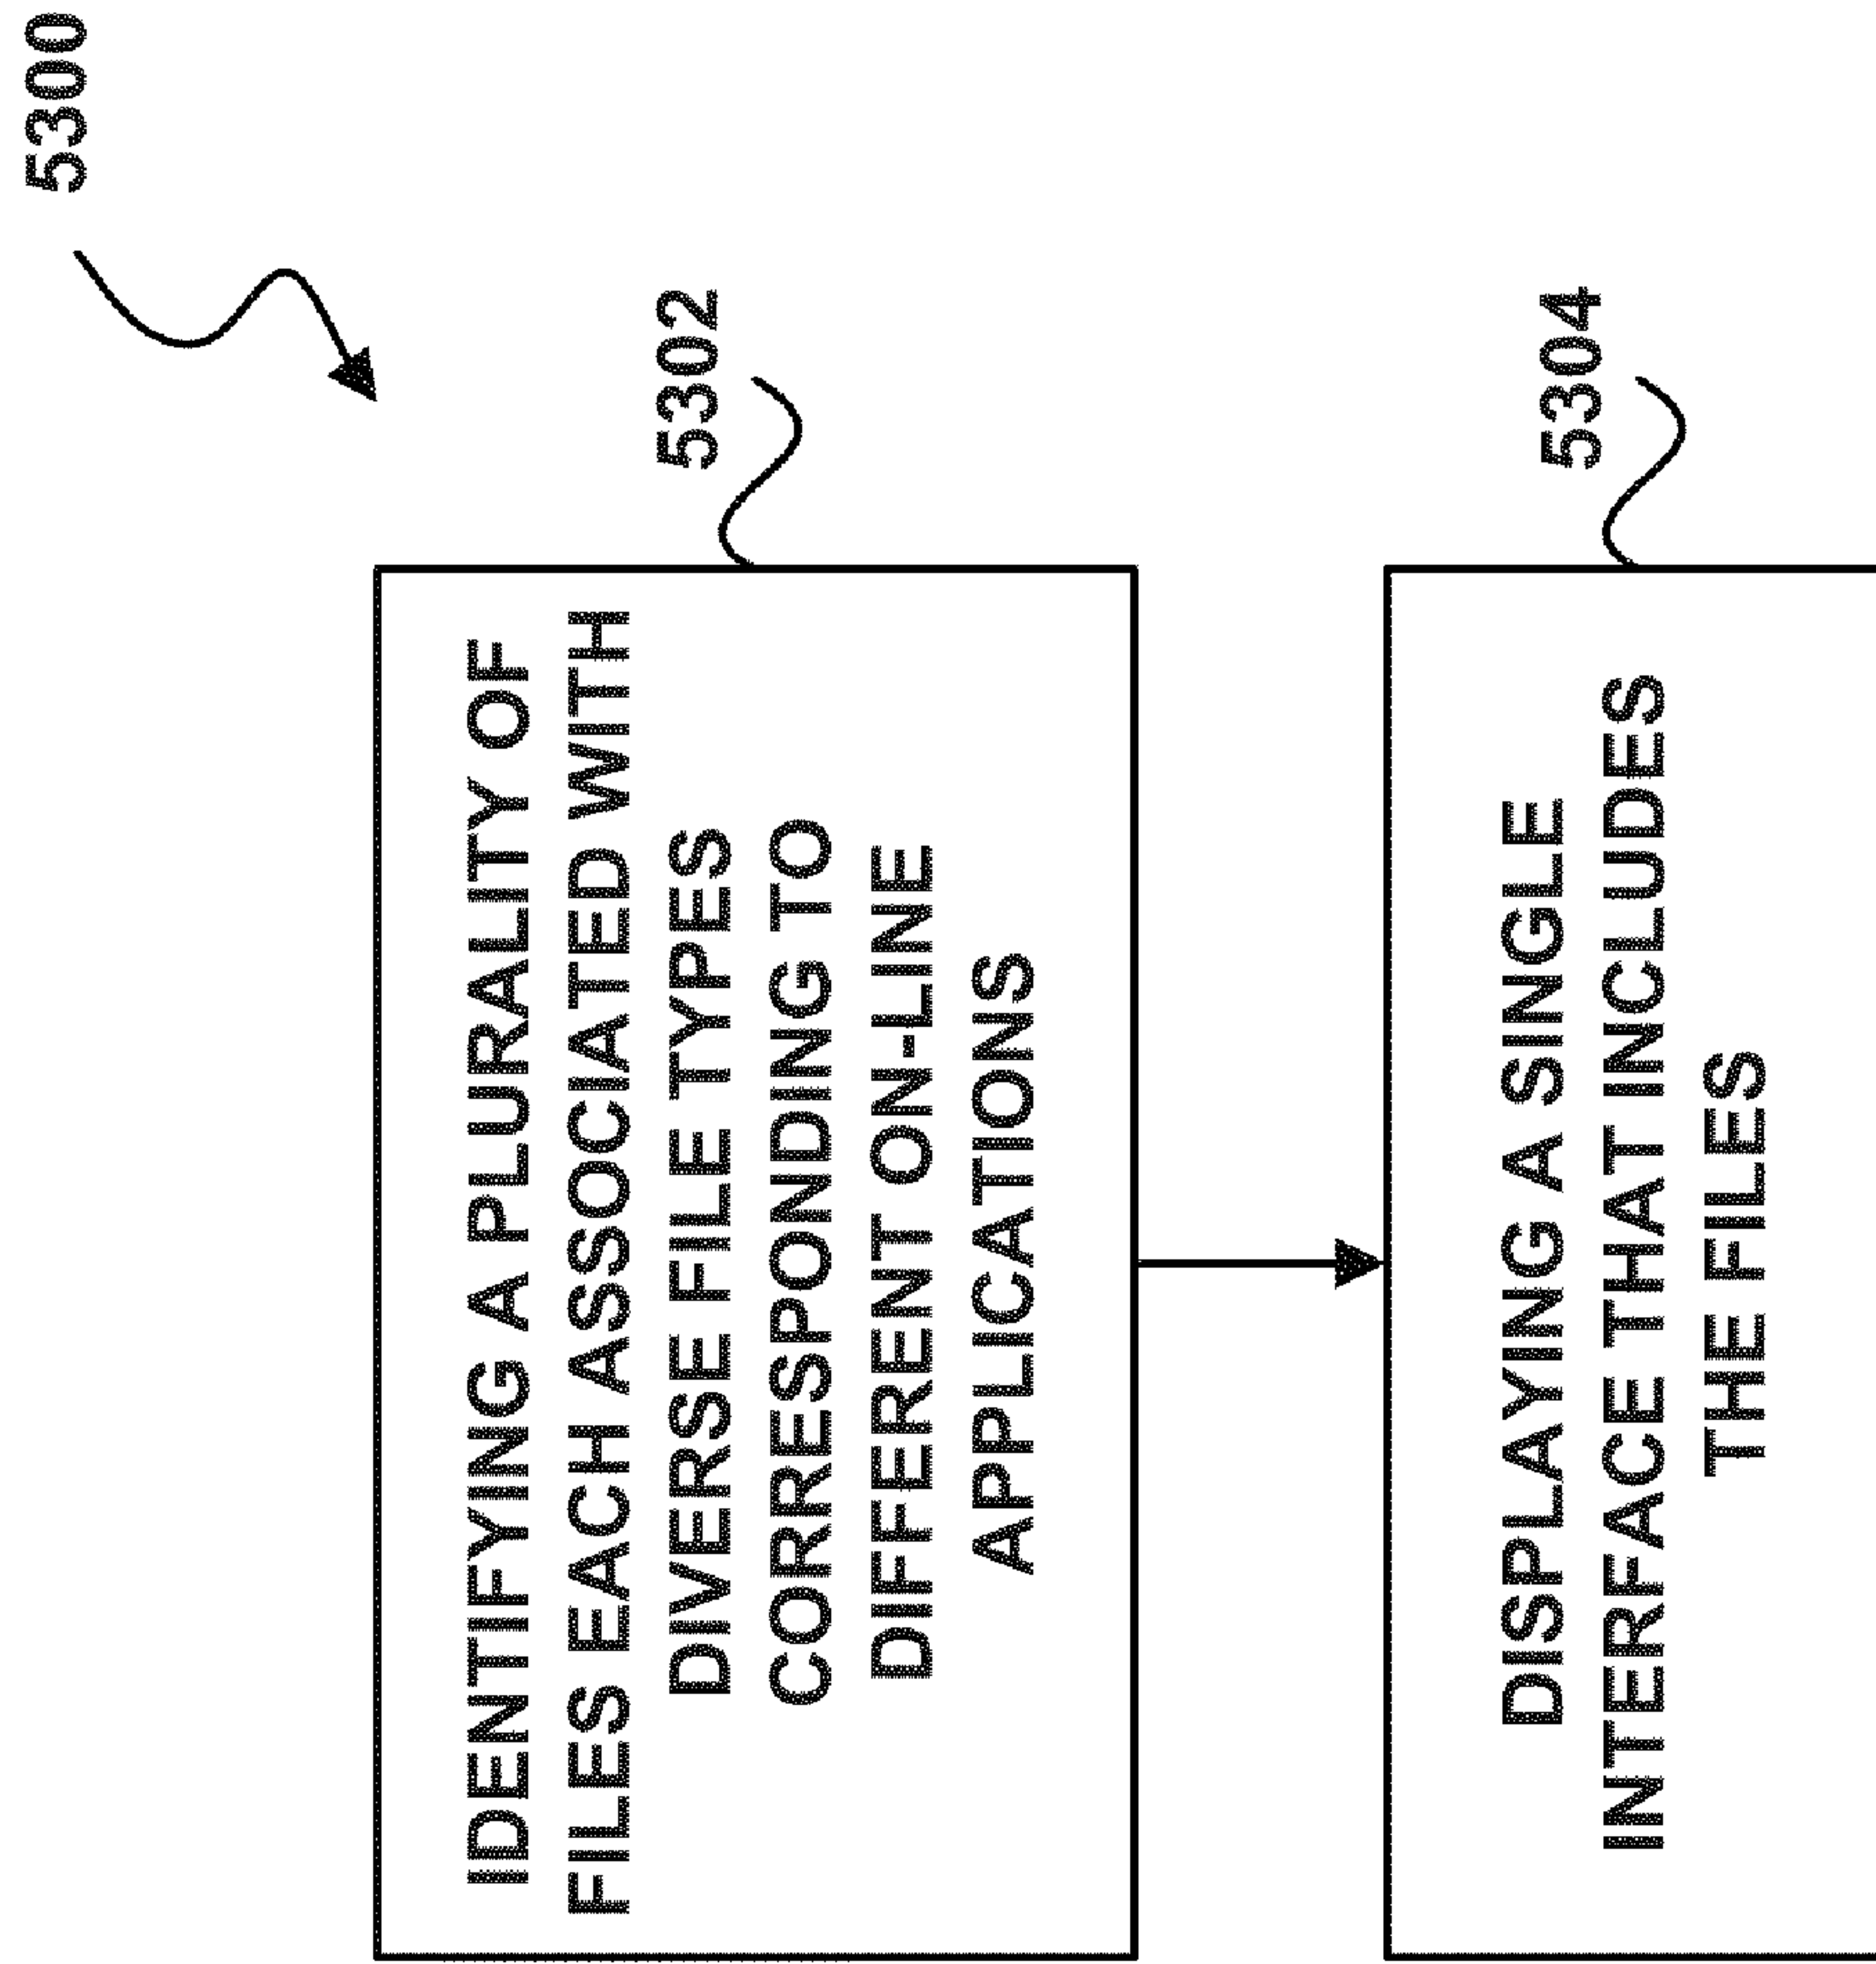 5300
5302
IDENTIFYING A PLURALITY OF
FILES EACH ASSOCIATED WITH
DIVERSE FILE TYPES
CORRESPONDING TO
DIFFERENT ON-LINE
APPLICATIONS
5304
DISPLAYING A SINGLE
INTERFACE THAT INCLUDES
THE FILES